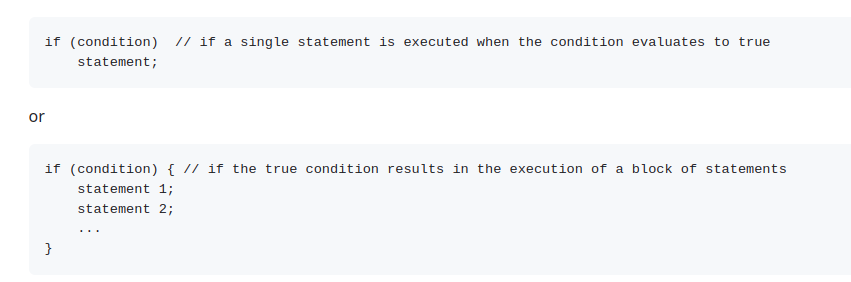 if (condition)  // if a single statement is executed when the condition evaluates to true
    statement;
or
if (condition) { // if the true condition results in the execution of a block of statements
    statement 1;
    statement 2;
    ...
}